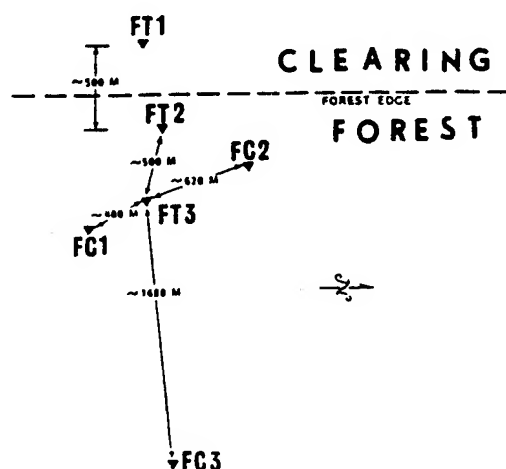 FT1
CLEARING
~500 M
FOREST EDGE
FT2
FOREST
~500 M
FC2
~620 M
~400 M
FT3
FC1
~1600 M
FC3